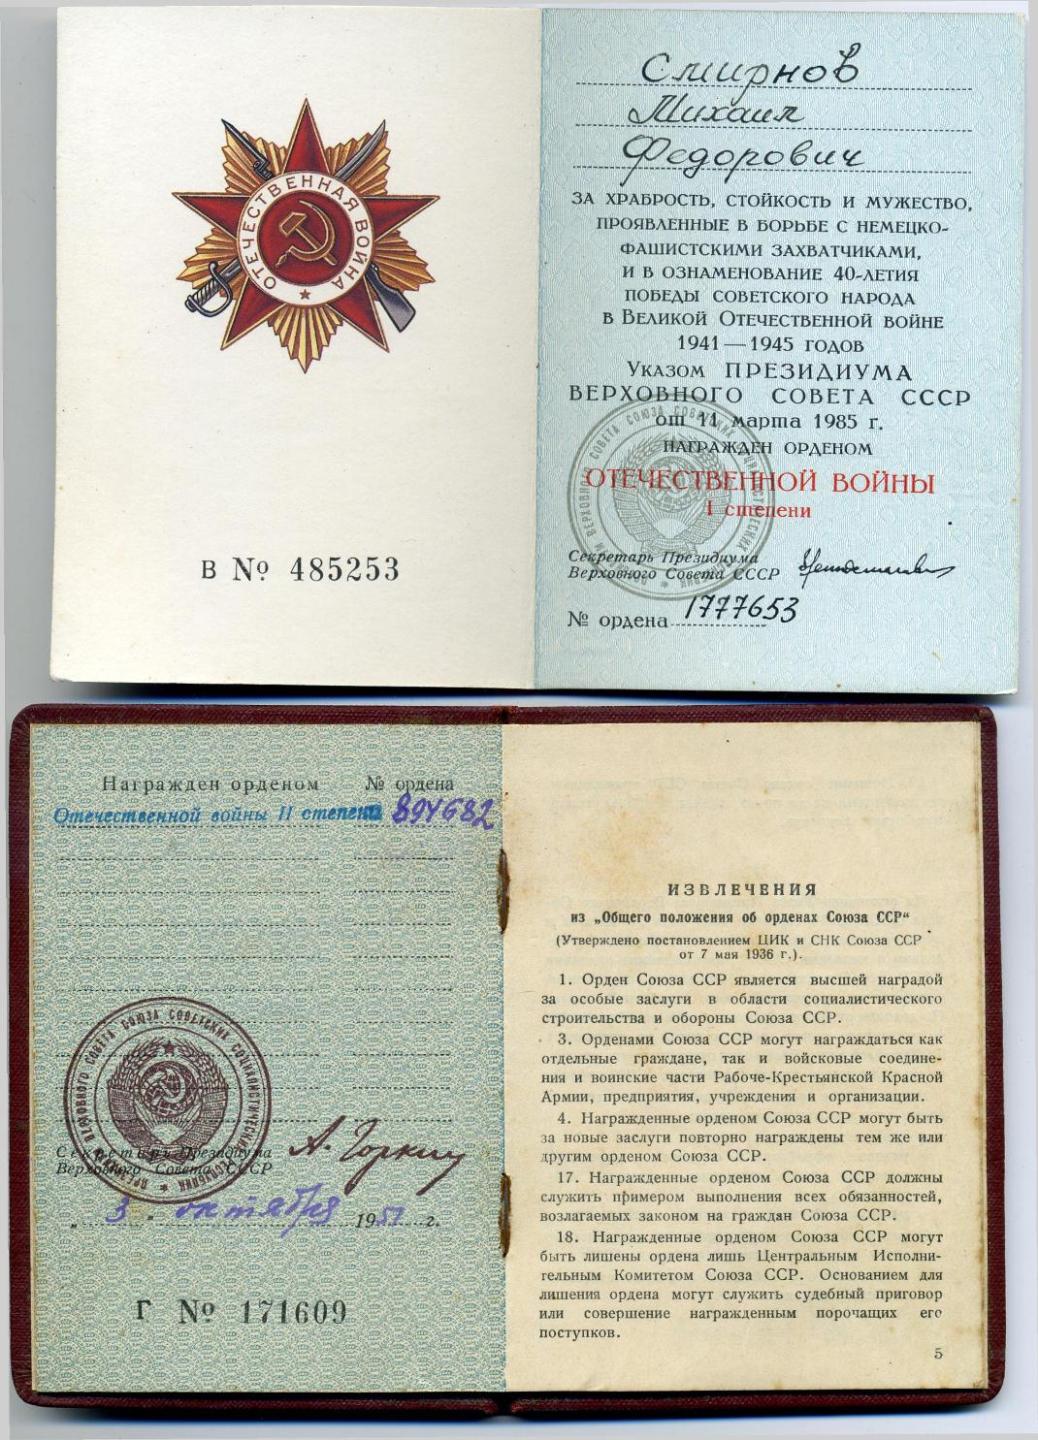 ОТЕЧЕСТВЕННАЯ ВОЙНА
В № 485253
Смирнов
Михаил
Федорович
ЗА ХРАБРОСТЬ, СТОЙКОСТЬ И МУЖЕСТВО,
ПРОЯВЛЕННЫЕ В БОРЬБЕ С НЕМЕЦКО-
ФАШИСТСКИМИ ЗАХВАТЧИКАМИ,
И В ОЗНАМЕНОВАНИЕ 40-ЛЕТИЯ
ПОБЕДЫ СОВЕТСКОГО НАРОДА
В ВЕЛИКОЙ ОТЕЧЕСТВЕННОЙ ВОЙНЕ
1941—1945 ГОДОВ
УКАЗОМ ПРЕЗИДИУМА
ВЕРХОВНОГО СОВЕТА СССР
от 11 марта 1985 г.
НАГРАЖДЕН ОРДЕНОМ
ОТЕЧЕСТВЕННОЙ ВОЙНЫ
I степени
Секретарь Президиума
Верховного Совета СССР
№ ордена 1777653
Награжден орденом № ордена
Отечественной войны II степени 894682
Секретарь Президиума
Верховного Совета СССР
А. Горкин
„ 3 „ октября 1951 г.
Г № 171609
ИЗВЛЕЧЕНИЯ
из „Общего положения об орденах Союза ССР“
(Утверждено постановлением ЦИК и СНК Союза ССР
от 7 мая 1936 г.).
1. Орден Союза ССР является высшей наградой
за особые заслуги в области социалистического
строительства и обороны Союза ССР.
3. Орденами Союза ССР могут награждаться как
отдельные граждане, так и войсковые соедине-
ния и воинские части Рабоче-Крестьянской Красной
Армии, предприятия, учреждения и организации.
4. Награжденные орденом Союза ССР могут быть
за новые заслуги повторно награждены тем же или
другим орденом Союза ССР.
17. Награжденные орденом Союза ССР должны
служить примером выполнения всех обязанностей,
возлагаемых законом на граждан Союза ССР.
18. Награжденные орденом Союза ССР могут
быть лишены ордена лишь Центральным Исполни-
тельным Комитетом Союза ССР. Основанием для
лишения ордена могут служить судебный приговор
или совершение награжденным порочащих его
поступков.
5